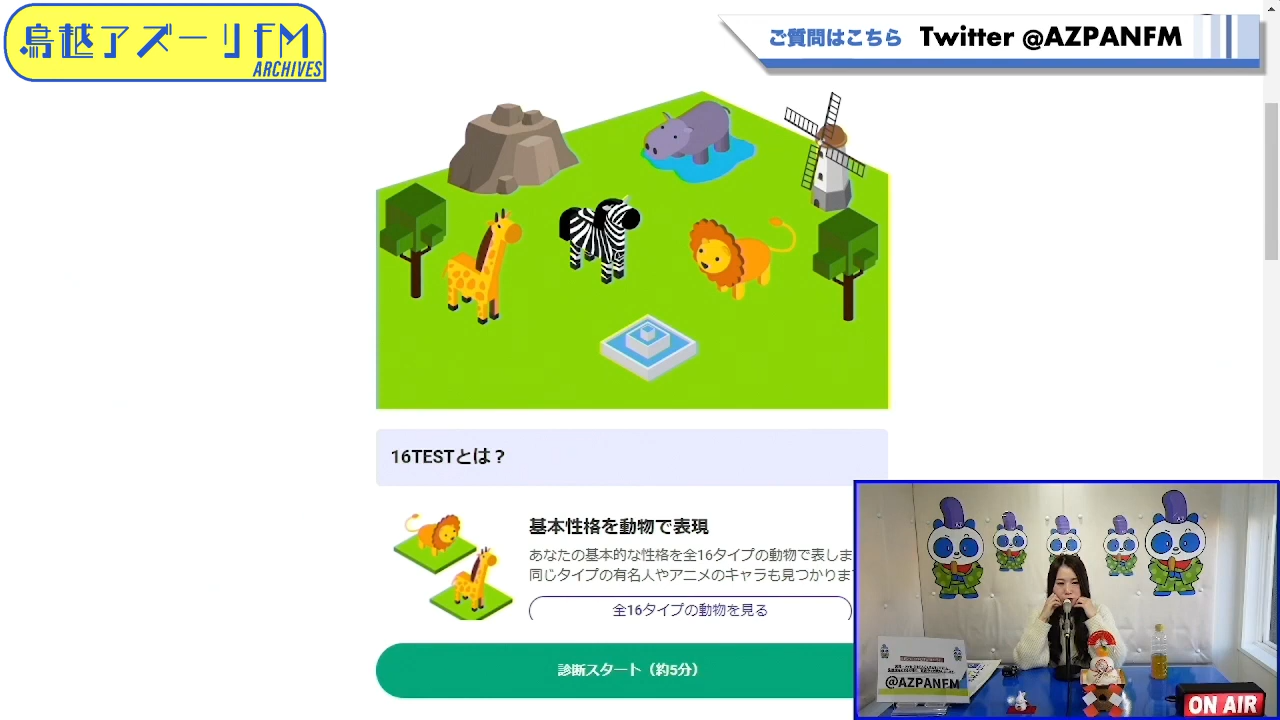 鳥越アズーリFM
ARCHIVES
ご質問はこちら Twitter @AZPANFM
16TESTとは？
基本性格を動物で表現
あなたの基本的な性格を全16タイプの動物で表しま
同じタイプの有名人やアニメのキャラも見つかりま
全16タイプの動物を見る
診断スタート（約5分）
@AZPANFM
ON AIR